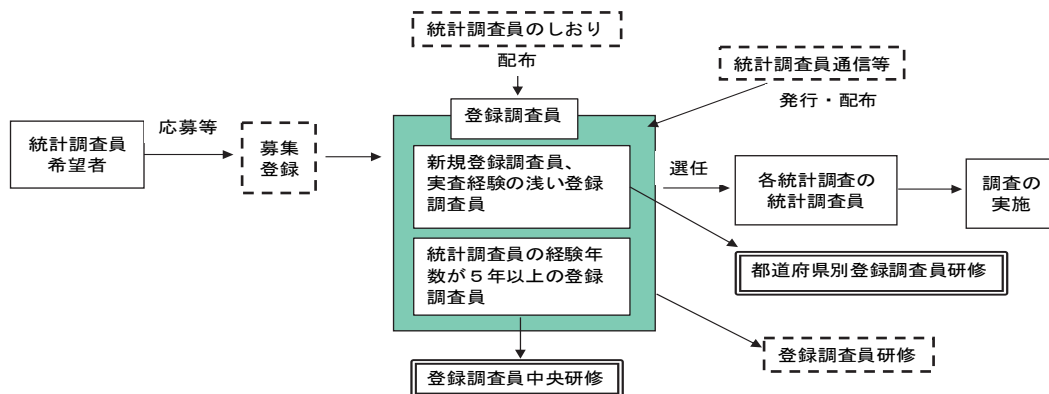 統計調査員のしおり
配布
統計調査員通信等
発行・配布
登録調査員
応募等
統計調査員
希望者
募集
登録
新規登録調査員、
実査経験の浅い登録
調査員
選任
各統計調査の
統計調査員
調査の
実施
統計調査員の経験年
数が５年以上の登録
調査員
都道府県別登録調査員研修
登録調査員研修
登録調査員中央研修